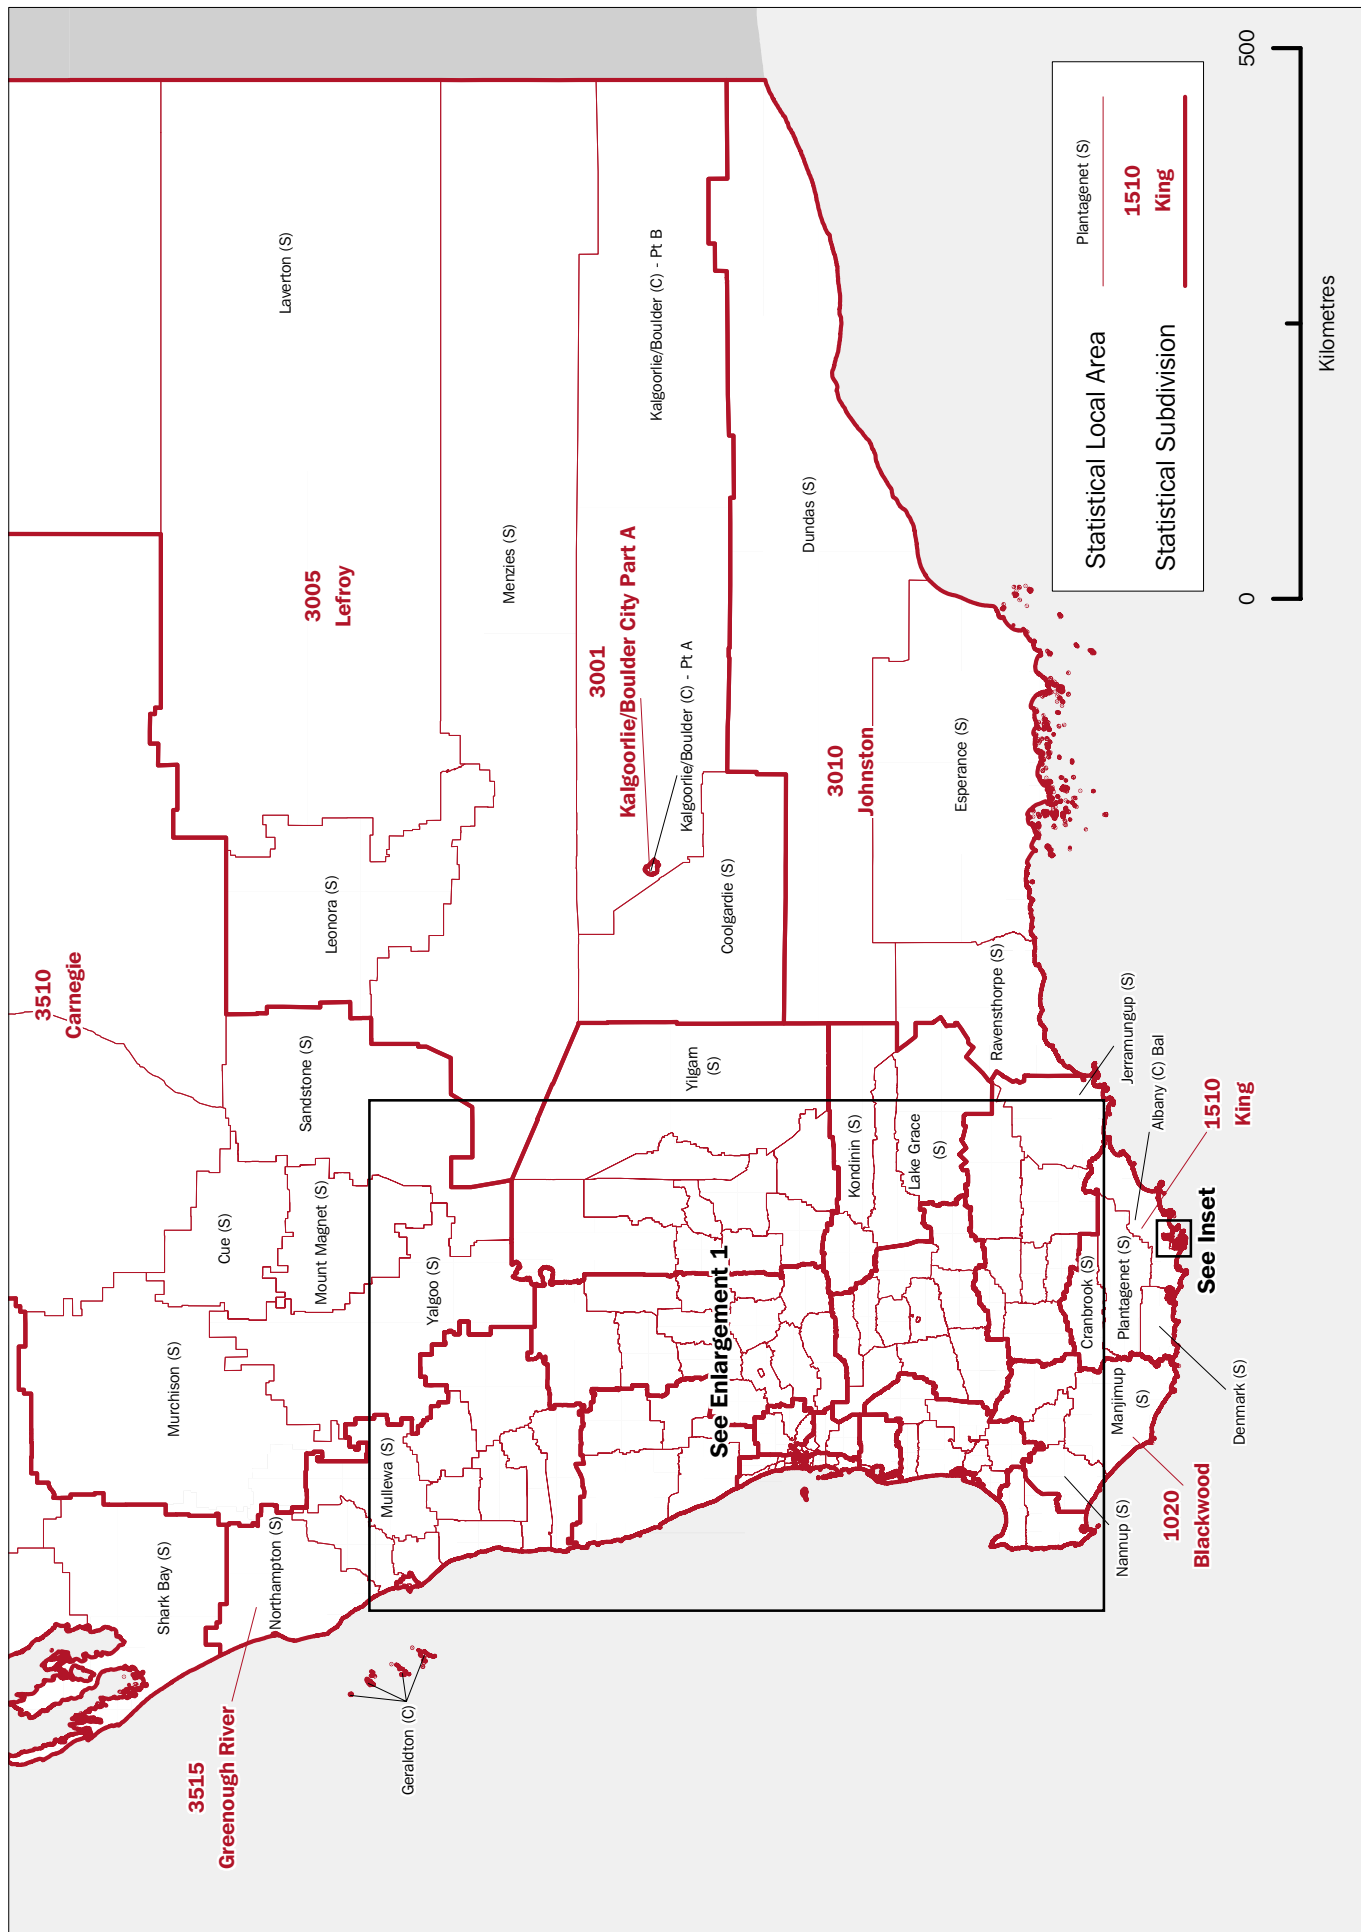 3510
Carnegie
3005
Lefroy
Laverton (S)
Leonora (S)
Menzies (S)
Sandstone (S)
Cue (S)
Mount Magnet (S)
Murchison (S)
Yalgoo (S)
Shark Bay (S)
Northampton (S)
Mullewa (S)
3515
Greenough River
Geraldton (C)
3001
Kalgoorlie/Boulder City Part A
Kalgoorlie/Boulder (C) - Pt B
Kalgoorlie/Boulder (C) - Pt A
Coolgardie (S)
Yilgarn
(S)
Dundas (S)
3010
Johnston
Esperance (S)
Ravensthorpe (S)
Kondinin (S)
Lake Grace
(S)
See Enlargement 1
Cranbrook (S)
Plantagenet (S)
Manjimup
(S)
Jerramungup (S)
Albany (C) Bal
1510
King
See Inset
Denmark (S)
Nannup (S)
1020
Blackwood
Statistical Local Area
Plantagenet (S)
Statistical Subdivision
1510
King
0
500
Kilometres